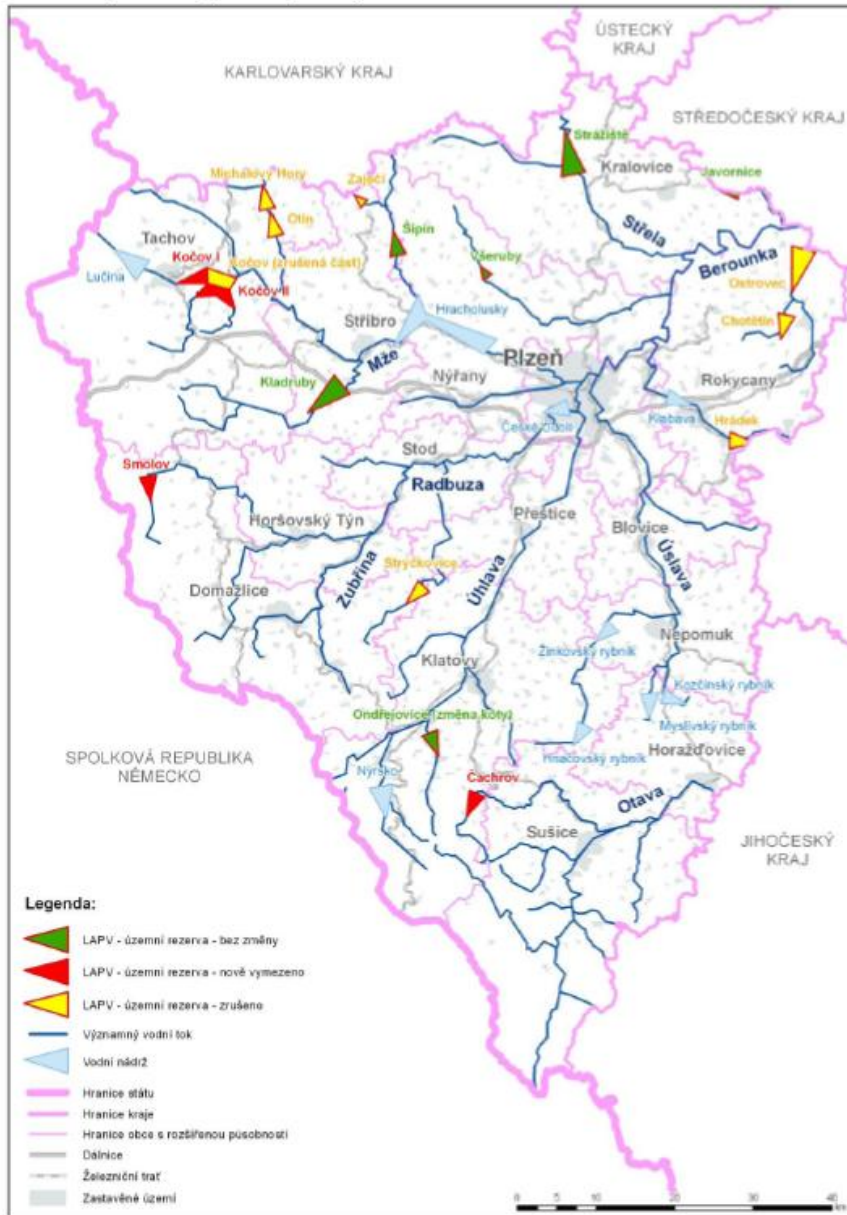 ÚSTECKÝ
KRAJ
KARLOVARSKÝ KRAJ
STŘEDOČESKÝ KRAJ
Strážiště
Kralovice
Michalovy Hory
Zaječí
Javornice
Otín
Šipín
Střela
Tachov
Všeruby
Berounka
Kočov I
Kočov (zrušená část)
Lučina
Ostrovec
Kočov II
Hracholusky
Chotětín
Stříbro
Plzeň
Mže
Kladruby
Nýřany
Rokycany
Klabava
České Údolí
Hrádek
Stod
Smolov
Radbuza
Přeštice
Horšovský Týn
Blovice
Úslava
Zubřina
Strýčkovice
Úhlava
Domažlice
Nepomuk
Žinkovský rybník
Klatovy
Kozčínský rybník
Ondřejovice (změna kóty)
Myslivský rybník
SPOLKOVÁ REPUBLIKA
NĚMECKO
Hnačovský rybník
Horažďovice
Nýrsko
Čachrov
Otava
Sušice
JIHOČESKÝ
KRAJ
Legenda:
LAPV - územní rezerva - bez změny
LAPV - územní rezerva - nově vymezeno
LAPV - územní rezerva - zrušeno
Významný vodní tok
Vodní nádrž
Hranice státu
Hranice kraje
Hranice obce s rozšířenou působností
Dálnice
Železniční trať
Zastavěné území
0 5 10 20 30 40
km